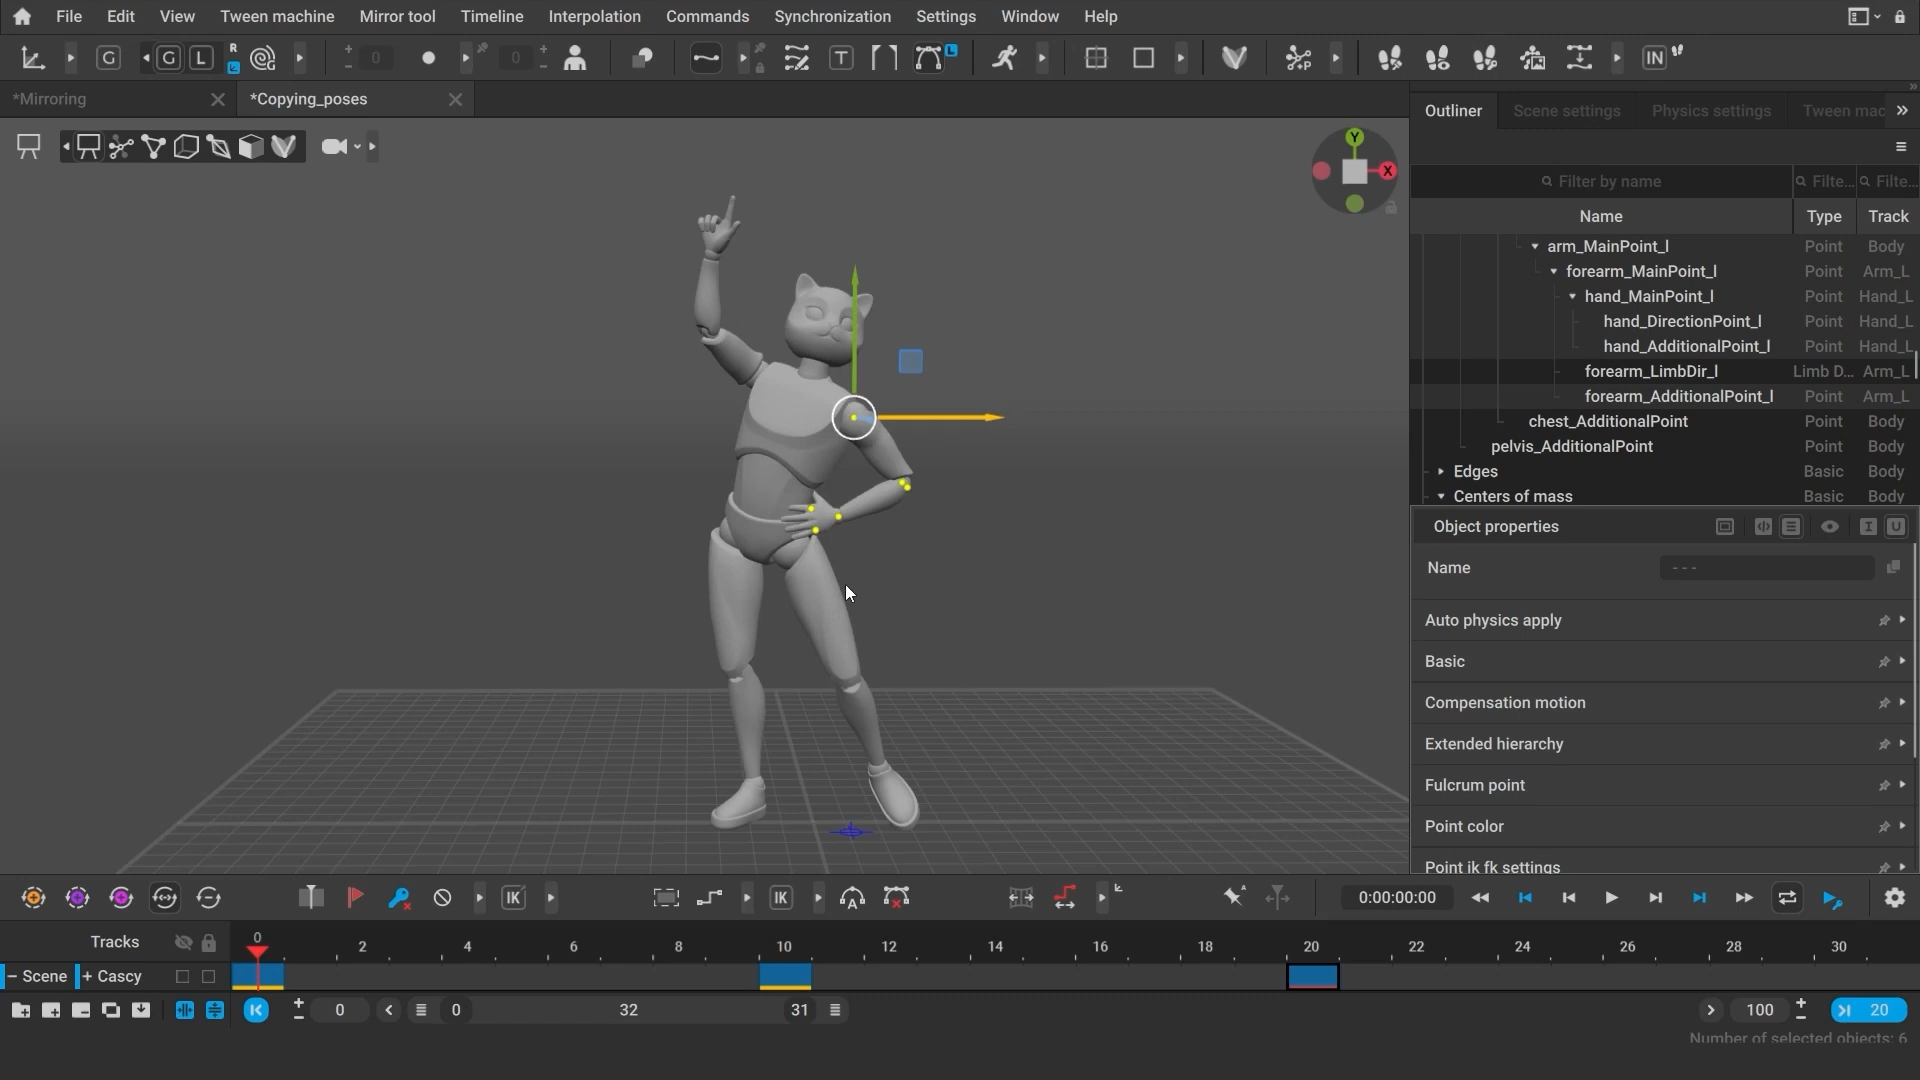 File Edit View Tween machine Mirror tool Timeline Interpolation Commands Synchronization Settings Window Help
G G L R 0 0 T L P IN
*Mirroring *Copying_poses
Outliner Scene settings Physics settings Tween mac
Y
X
Filter by name Filte... Filte...
Name Type Track
arm_MainPoint_l Point Body
forearm_MainPoint_l Point Arm_L
hand_MainPoint_l Point Hand_L
hand_DirectionPoint_l Point Hand_L
hand_AdditionalPoint_l Point Hand_L
forearm_LimbDir_l Limb D... Arm_L
forearm_AdditionalPoint_l Point Arm_L
chest_AdditionalPoint Point Body
pelvis_AdditionalPoint Point Body
Edges Basic Body
Centers of mass Basic Body
Object properties I U
Name ---
Auto physics apply
Basic
Compensation motion
Extended hierarchy
Fulcrum point
Point color
Point ik fk settings
IK IK A A 0:00:00:00
Tracks 0 2 4 6 8 10 12 14 16 18 20 22 24 26 28 30
− Scene + Cascy
0 0 32 31 100 20
Number of selected objects: 6